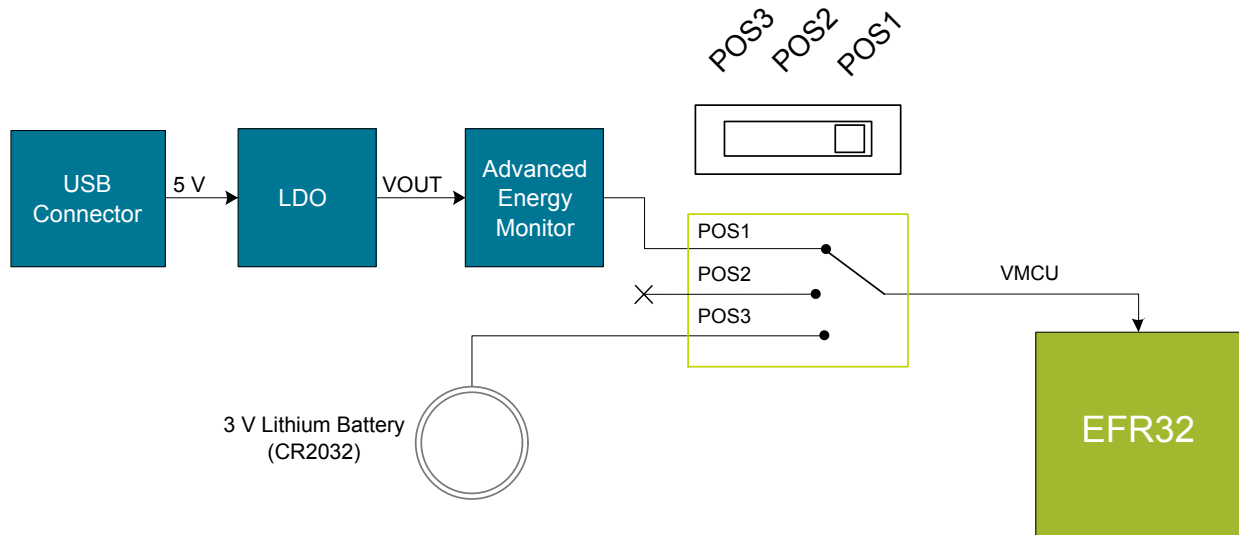 POS3
POS2
POS1
USB
Connector
5 V
LDO
VOUT
Advanced
Energy
Monitor
POS1
POS2
POS3
VMCU
3 V Lithium Battery
(CR2032)
EFR32